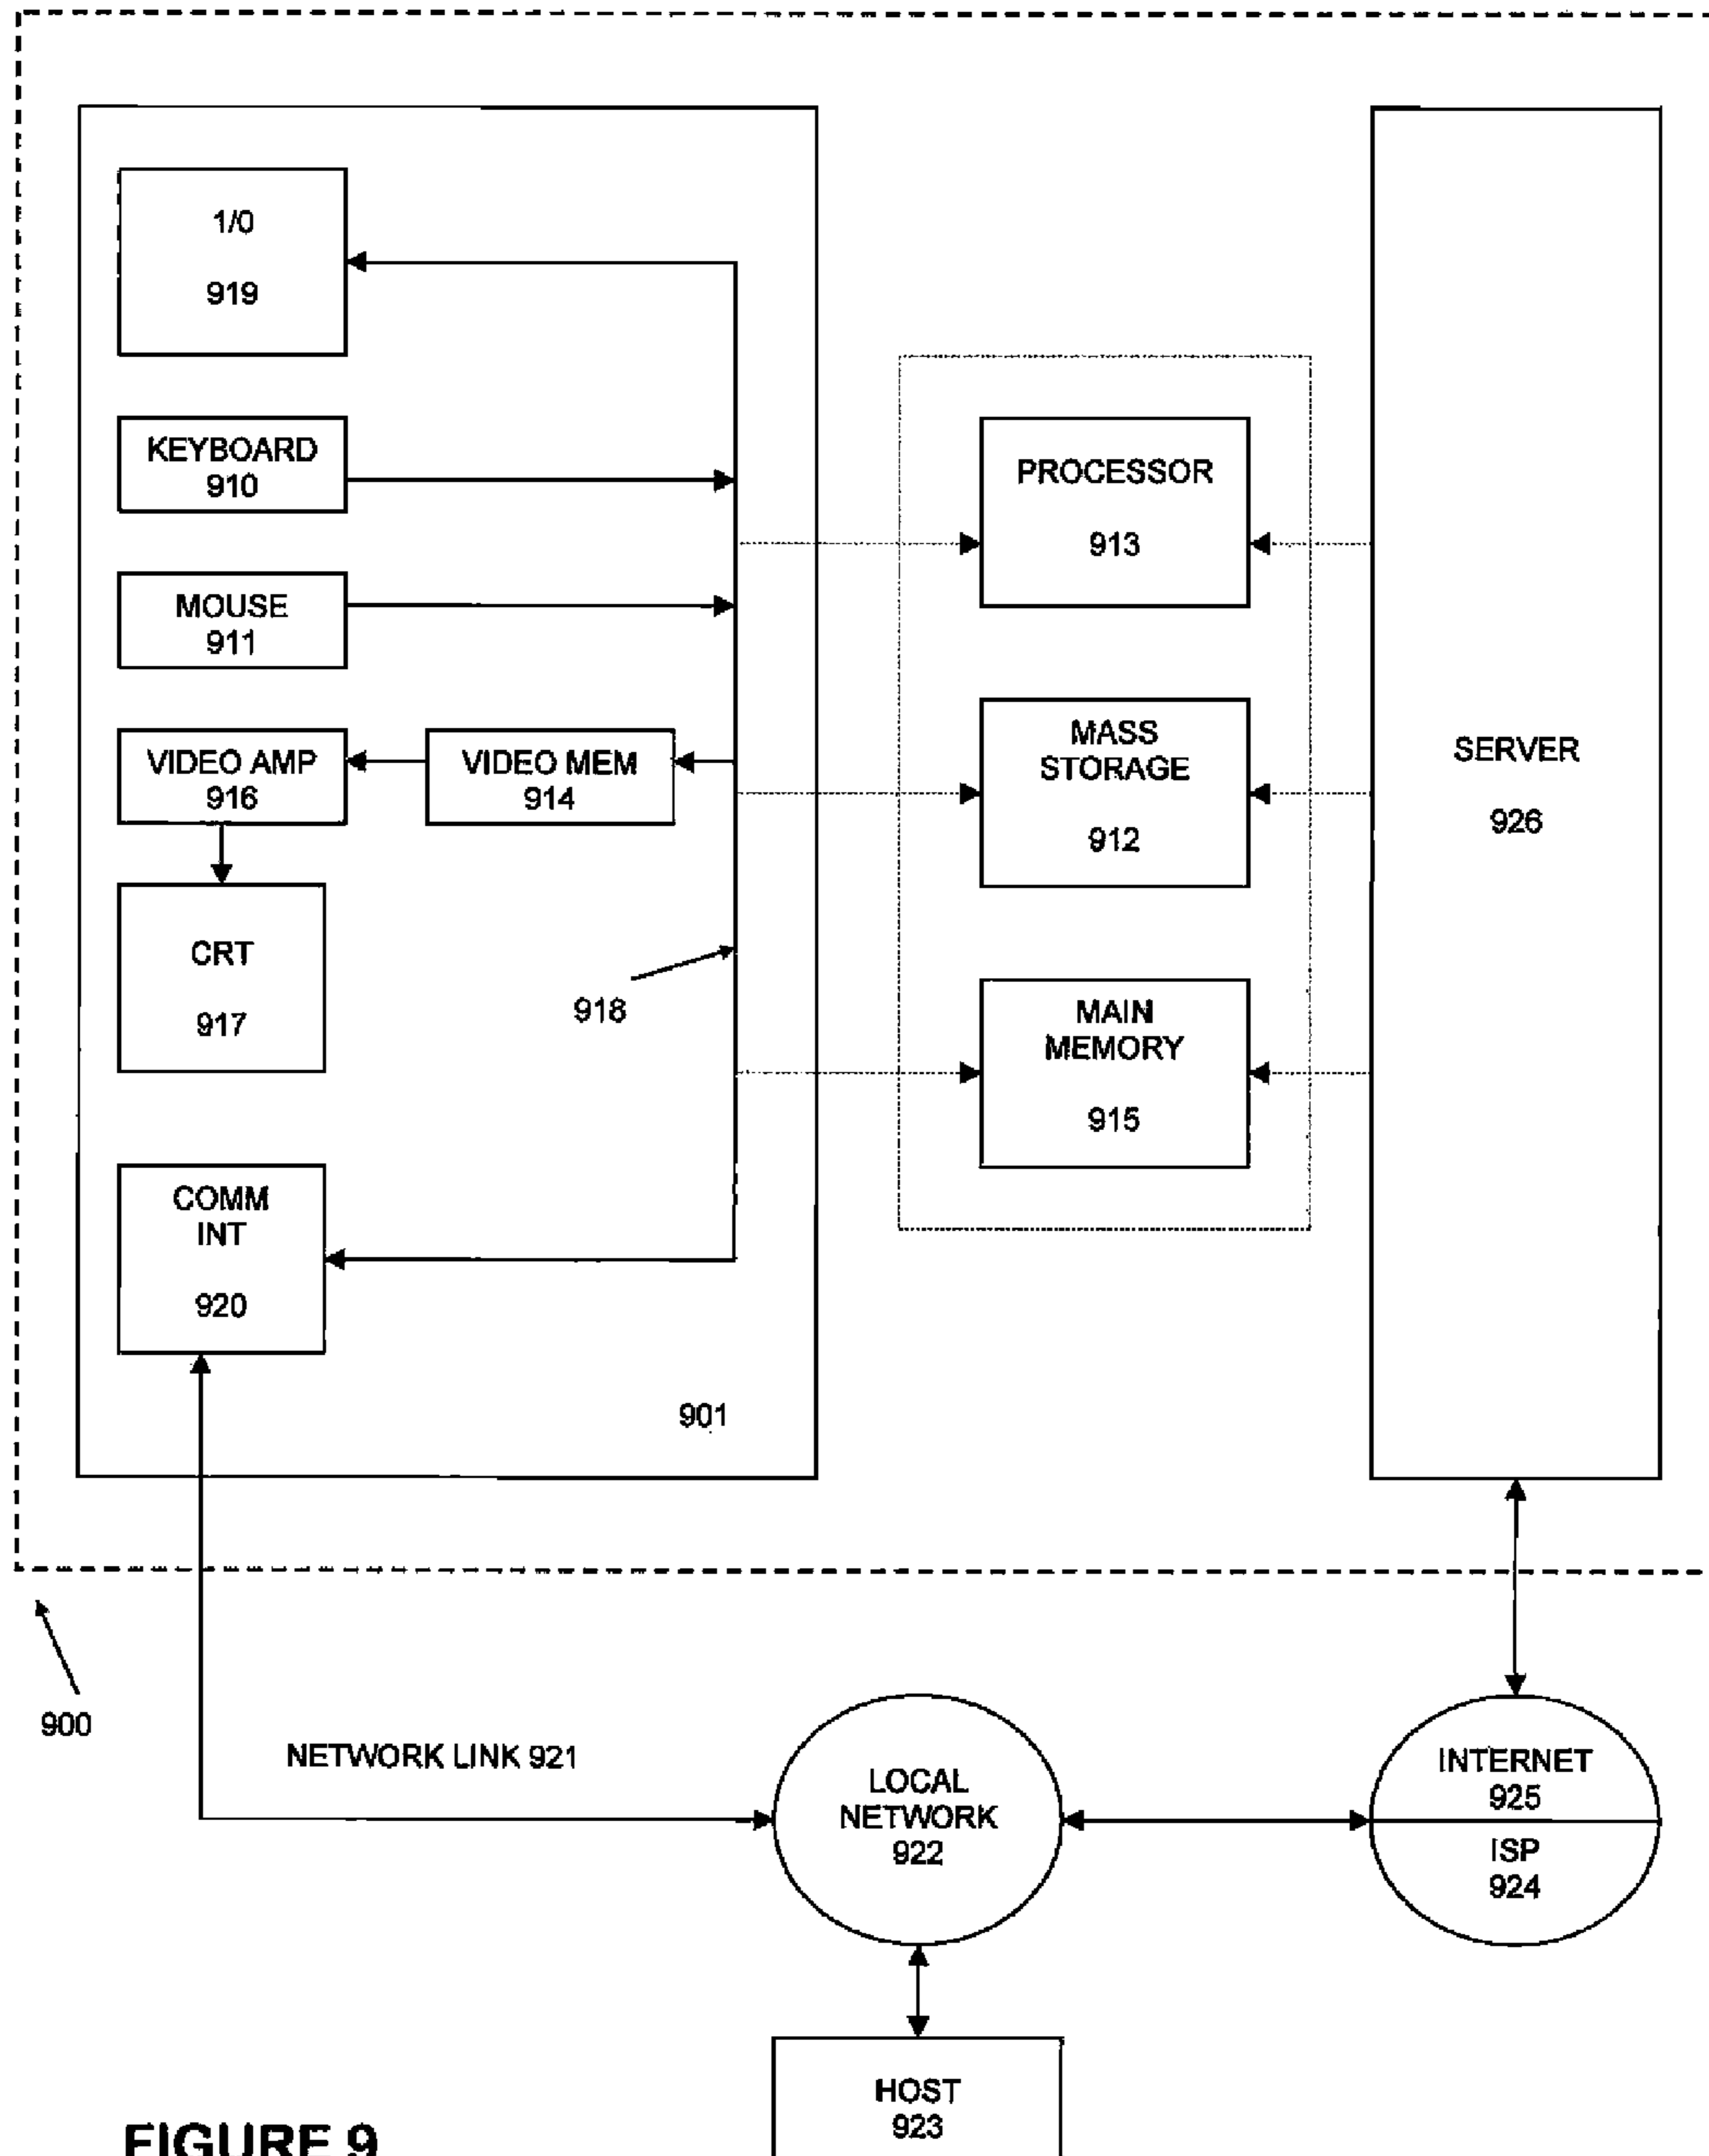 1/0
919
KEYBOARD
910
MOUSE
911
VIDEO AMP
916
VIDEO MEM
914
CRT
917
918
COMM
INT
920
901
PROCESSOR
913
MASS
STORAGE
912
MAIN
MEMORY
915
SERVER
926
900
NETWORK LINK 921
LOCAL
NETWORK
922
INTERNET
925
ISP
924
HOST
923
FIGURE 9